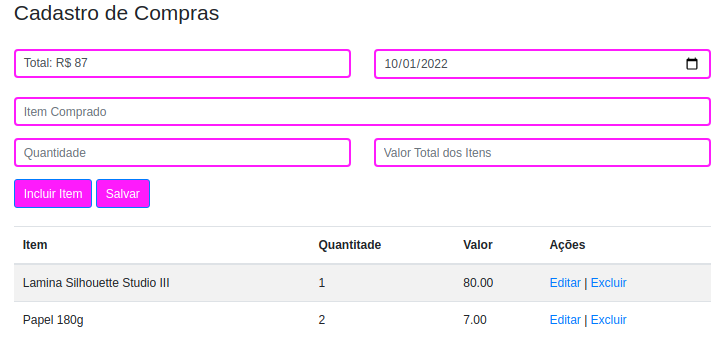 Cadastro de Compras
Total: R$ 87
10/01/2022
Item Comprado
Quantidade
Valor Total dos Itens
Incluir Item Salvar
Item Quantitade Valor Ações
Lamina Silhouette Studio III 1 80.00 Editar | Excluir
Papel 180g 2 7.00 Editar | Excluir